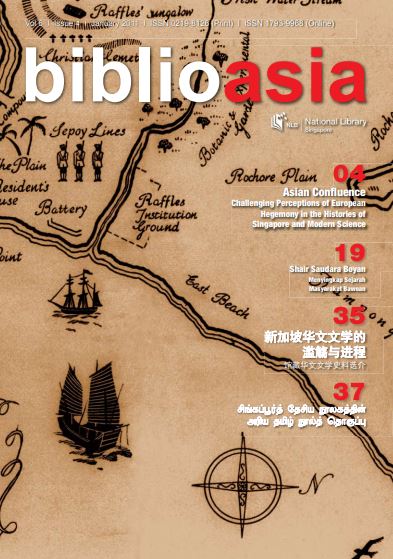 Vol 6 | Issue 4 | January 2011 | ISSN 0219-8126 (Print) | ISSN 1793-9968 (Online)
Raffles' bungalow
Fresh Water Stream
Christian Cemetery
biblioasia
NLB National Library
Singapore
Botanic
Garden
Sepoy Lines
The Plain
Rochore Plain
Battery
Raffles
Institution
Ground
East Beach
Point
N
04
Asian Confluence
Challenging Perceptions of European
Hegemony in the Histories of
Singapore and Modern Science
19
Shair Saudara Boyan
Menyingkap Sejarah
Masyarakat Bawean
35
新加坡华文文学的
滥觞与进程
馆藏华文文学史料选介
37
சிங்கப்பூர்த் தேசிய நூலகத்தின்
அரிய தமிழ் நூல்த் தொகுப்பு